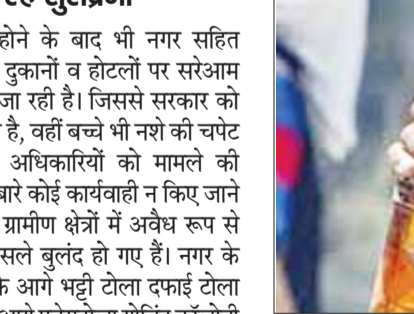 होने के बाद भी नगर सहित
दुकानों व होटलों पर सरेआम
जा रही है। जिससे सरकार को
है, वहीं बच्चे भी नशे की चपेट
अधिकारियों को मामले की
बारे कोई कार्यवाही न किए जाने
ग्रामीण क्षेत्रों में अवैध रूप से
सले बुलंद हो गए हैं। नगर के
के आगे भट्टी टोला दफाई टोला